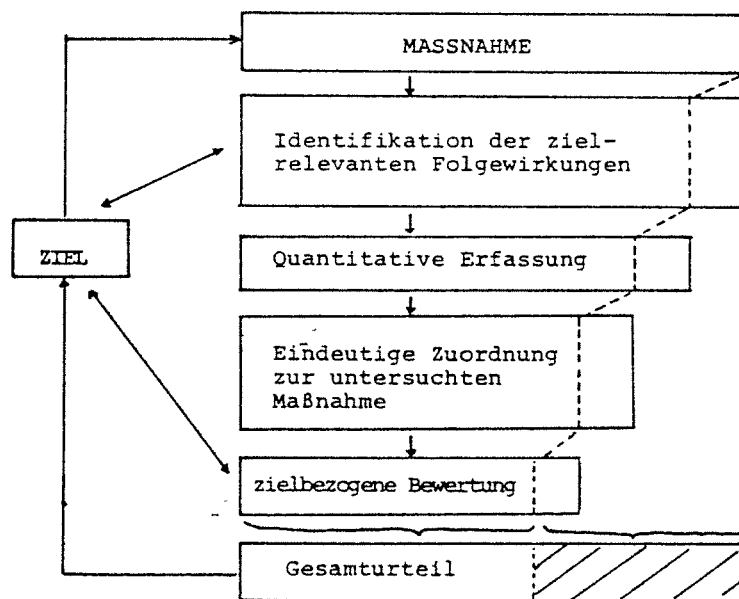 MASSNAHME
Identifikation der ziel-
relevanten Folgewirkungen
ZIEL
Quantitative Erfassung
Eindeutige Zuordnung
zur untersuchten
Maßnahme
zielbezogene Bewertung
Gesamturteil